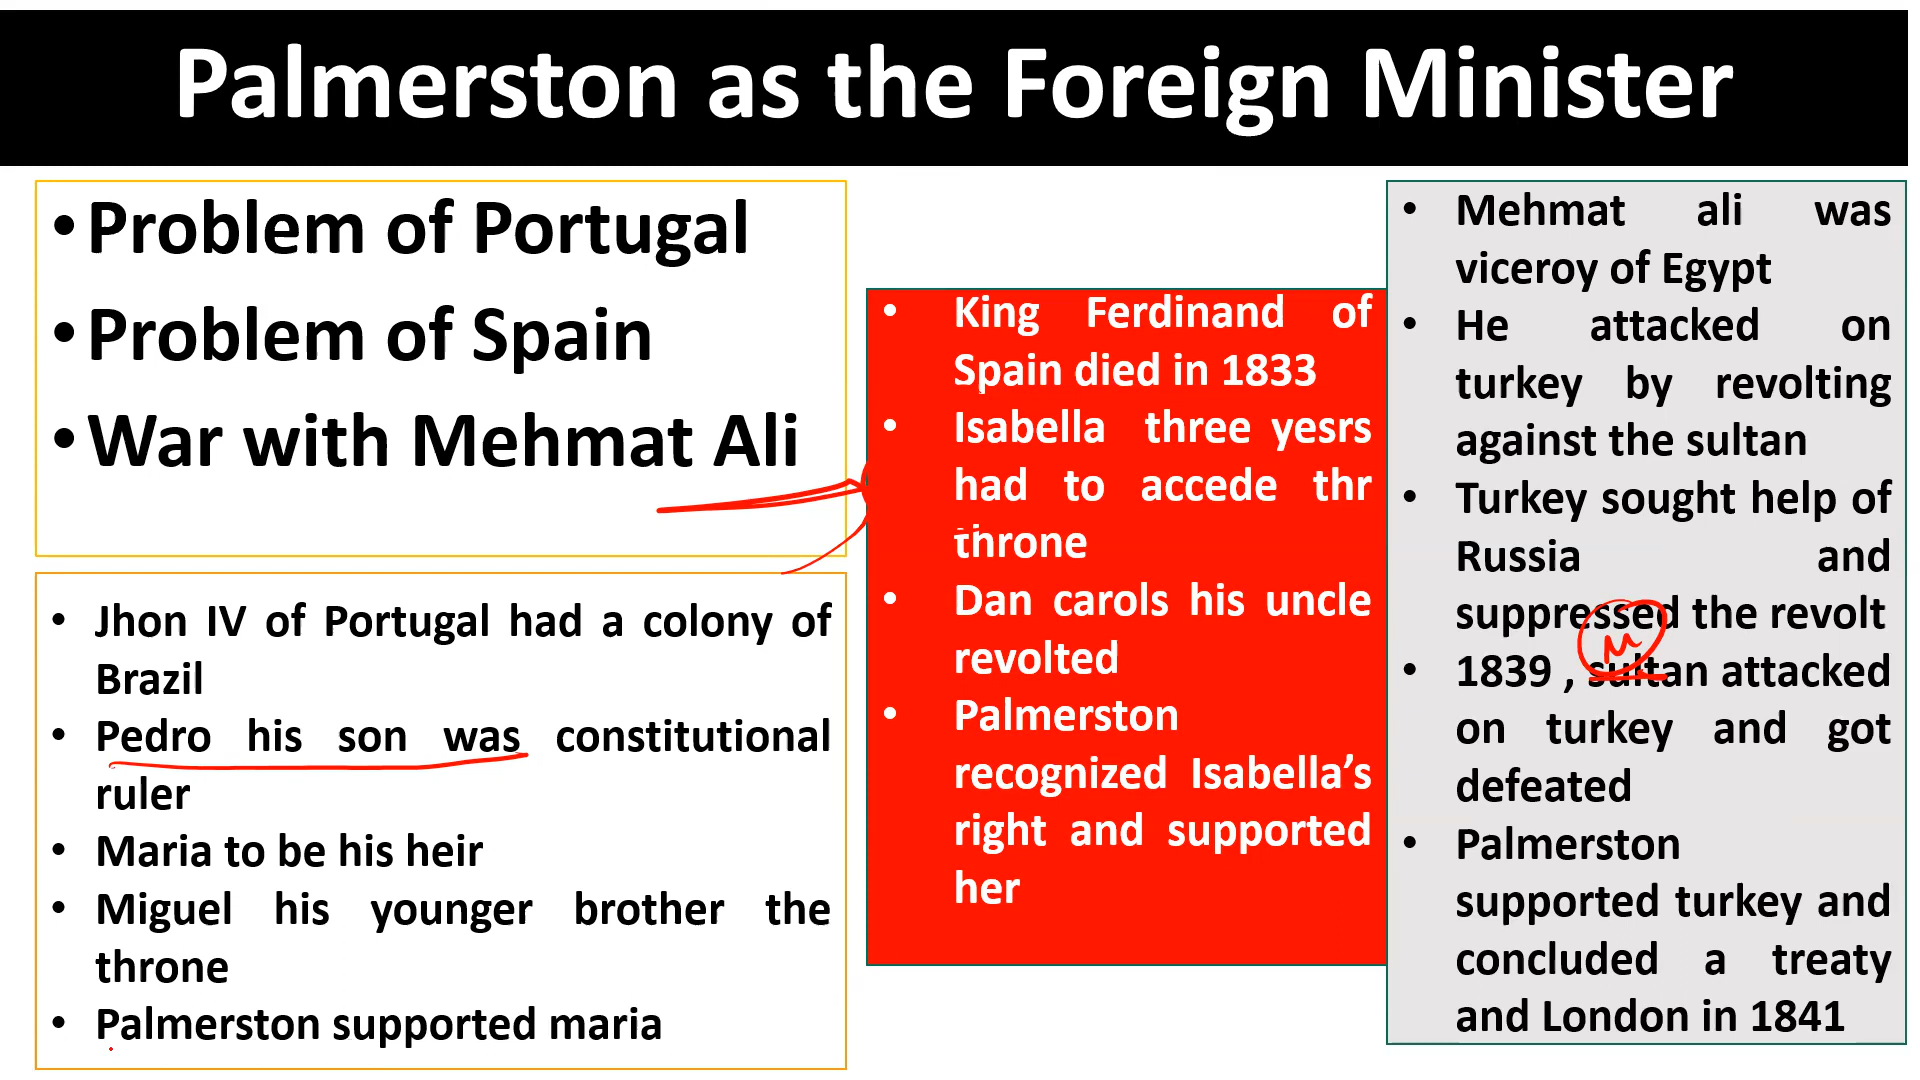 Palmerston as the Foreign Minister
•Problem of Portugal
•Problem of Spain
•War with Mehmat Ali
• Jhon IV of Portugal had a colony of
Brazil
• Pedro his son was constitutional
ruler
• Maria to be his heir
• Miguel his younger brother the
throne
• Palmerston supported maria
• King Ferdinand of
Spain died in 1833
• Isabella three yesrs
had to accede thr
throne
• Dan carols his uncle
revolted
• Palmerston
recognized Isabella’s
right and supported
her
• Mehmat ali was
viceroy of Egypt
• He attacked on
turkey by revolting
against the sultan
• Turkey sought help of
Russia and
suppressed the revolt
M
• 1839 , sultan attacked
on turkey and got
defeated
• Palmerston
supported turkey and
concluded a treaty
and London in 1841